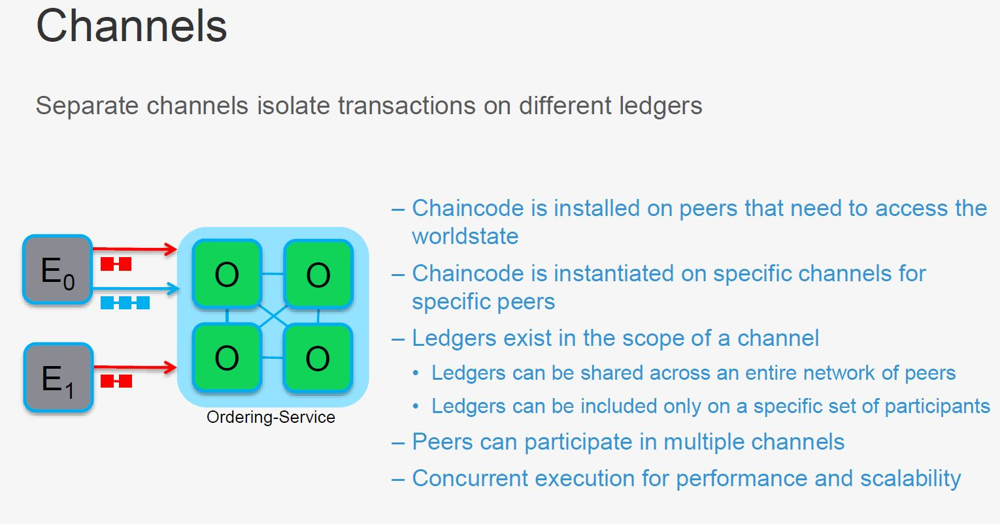 Channels
Separate channels isolate transactions on different ledgers
– Chaincode is installed on peers that need to access the
worldstate
– Chaincode is instantiated on specific channels for
specific peers
– Ledgers exist in the scope of a channel
• Ledgers can be shared across an entire network of peers
• Ledgers can be included only on a specific set of participants
– Peers can participate in multiple channels
– Concurrent execution for performance and scalability
E0
E1
O O
O O
Ordering-Service